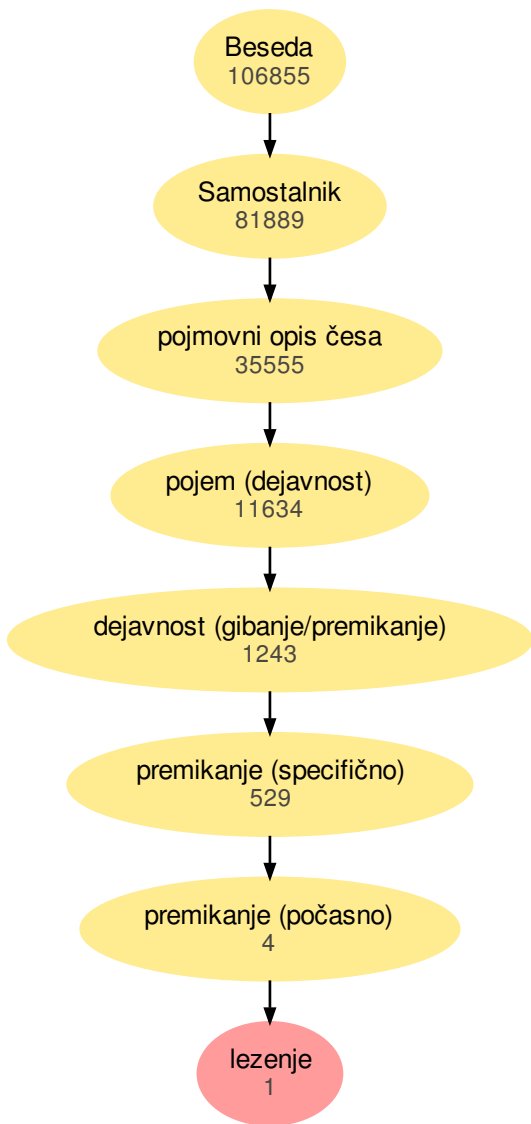 Beseda
106855
Samostalnik
81889
pojmovni opis česa
35555
pojem (dejavnost)
11634
dejavnost (gibanje/premikanje)
1243
premikanje (specifično)
529
premikanje (počasno)
4
lezenje
1